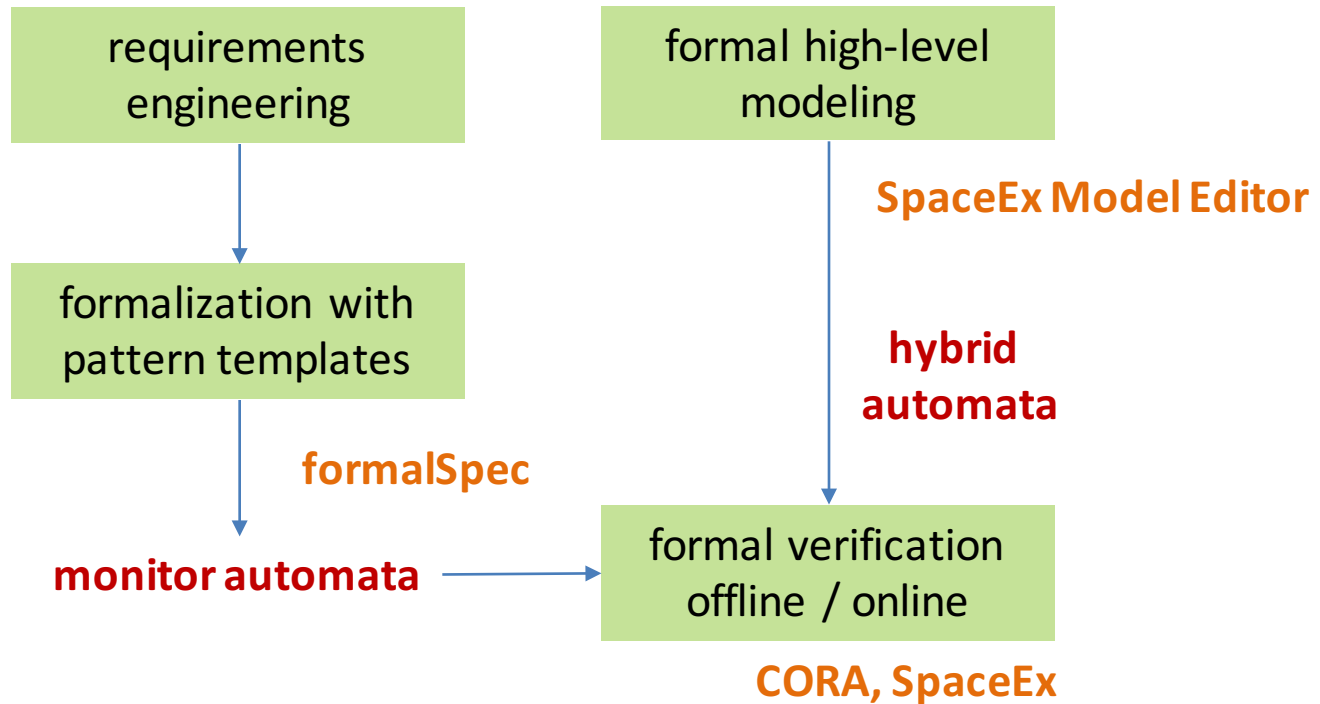 requirements
engineering
formal high-level
modeling
SpaceEx Model Editor
formalization with
pattern templates
hybrid
automata
formalSpec
monitor automata
formal verification
offline / online
CORA, SpaceEx